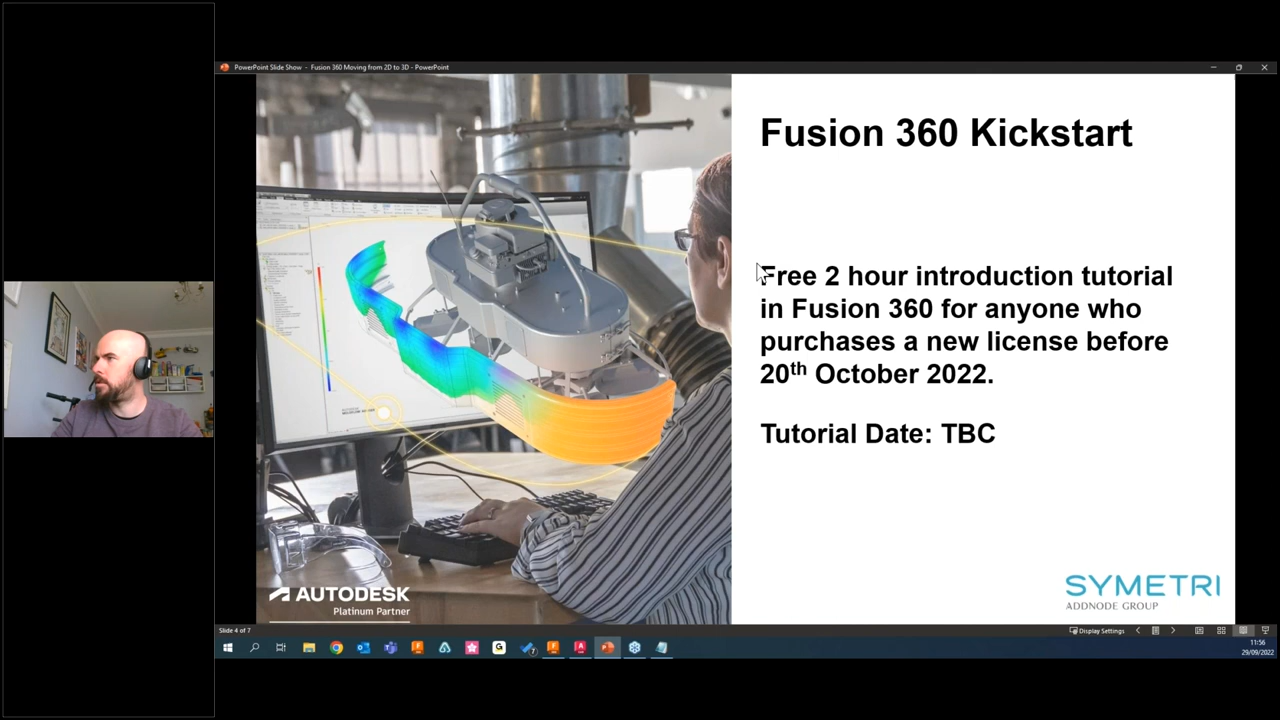 PowerPoint Slide Show - Fusion 360 Moving from 2D to 3D - PowerPoint
Fusion 360 Kickstart
Free 2 hour introduction tutorial
in Fusion 360 for anyone who
purchases a new license before
20th October 2022.
Tutorial Date: TBC
AUTODESK
Platinum Partner
SYMETRI
ADDNODE GROUP
Slide 4 of 7
Display Settings
11:56
29/09/2022